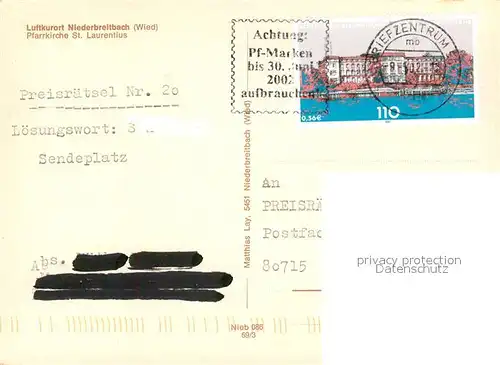 Luftkurort Niederbreitbach (Wied)
Pfarrkirche St. Laurentius
Achtung:
Pf-Marken
bis 30. Juni
2002
aufbrauchen
BRIEFZENTRUM
mb
110
0,56€
Preisrätsel Nr. 20
Lösungswort: S
Sendeplatz
Matthias Lay, 5451 Niederbreitbach (Wied)
An
PREISRÄ
Postfac
80715
Abs.
privacy protection
Datenschutz
Nieb 086
69/3